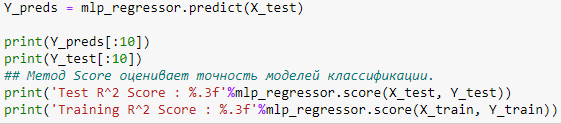 Y_preds = mlp_regressor.predict(X_test)
print(Y_preds[:10])
print(Y_test[:10])
## Метод Score оценивает точность моделей классификации.
print('Test R^2 Score : %.3f'%mlp_regressor.score(X_test, Y_test))
print('Training R^2 Score : %.3f'%mlp_regressor.score(X_train, Y_train))